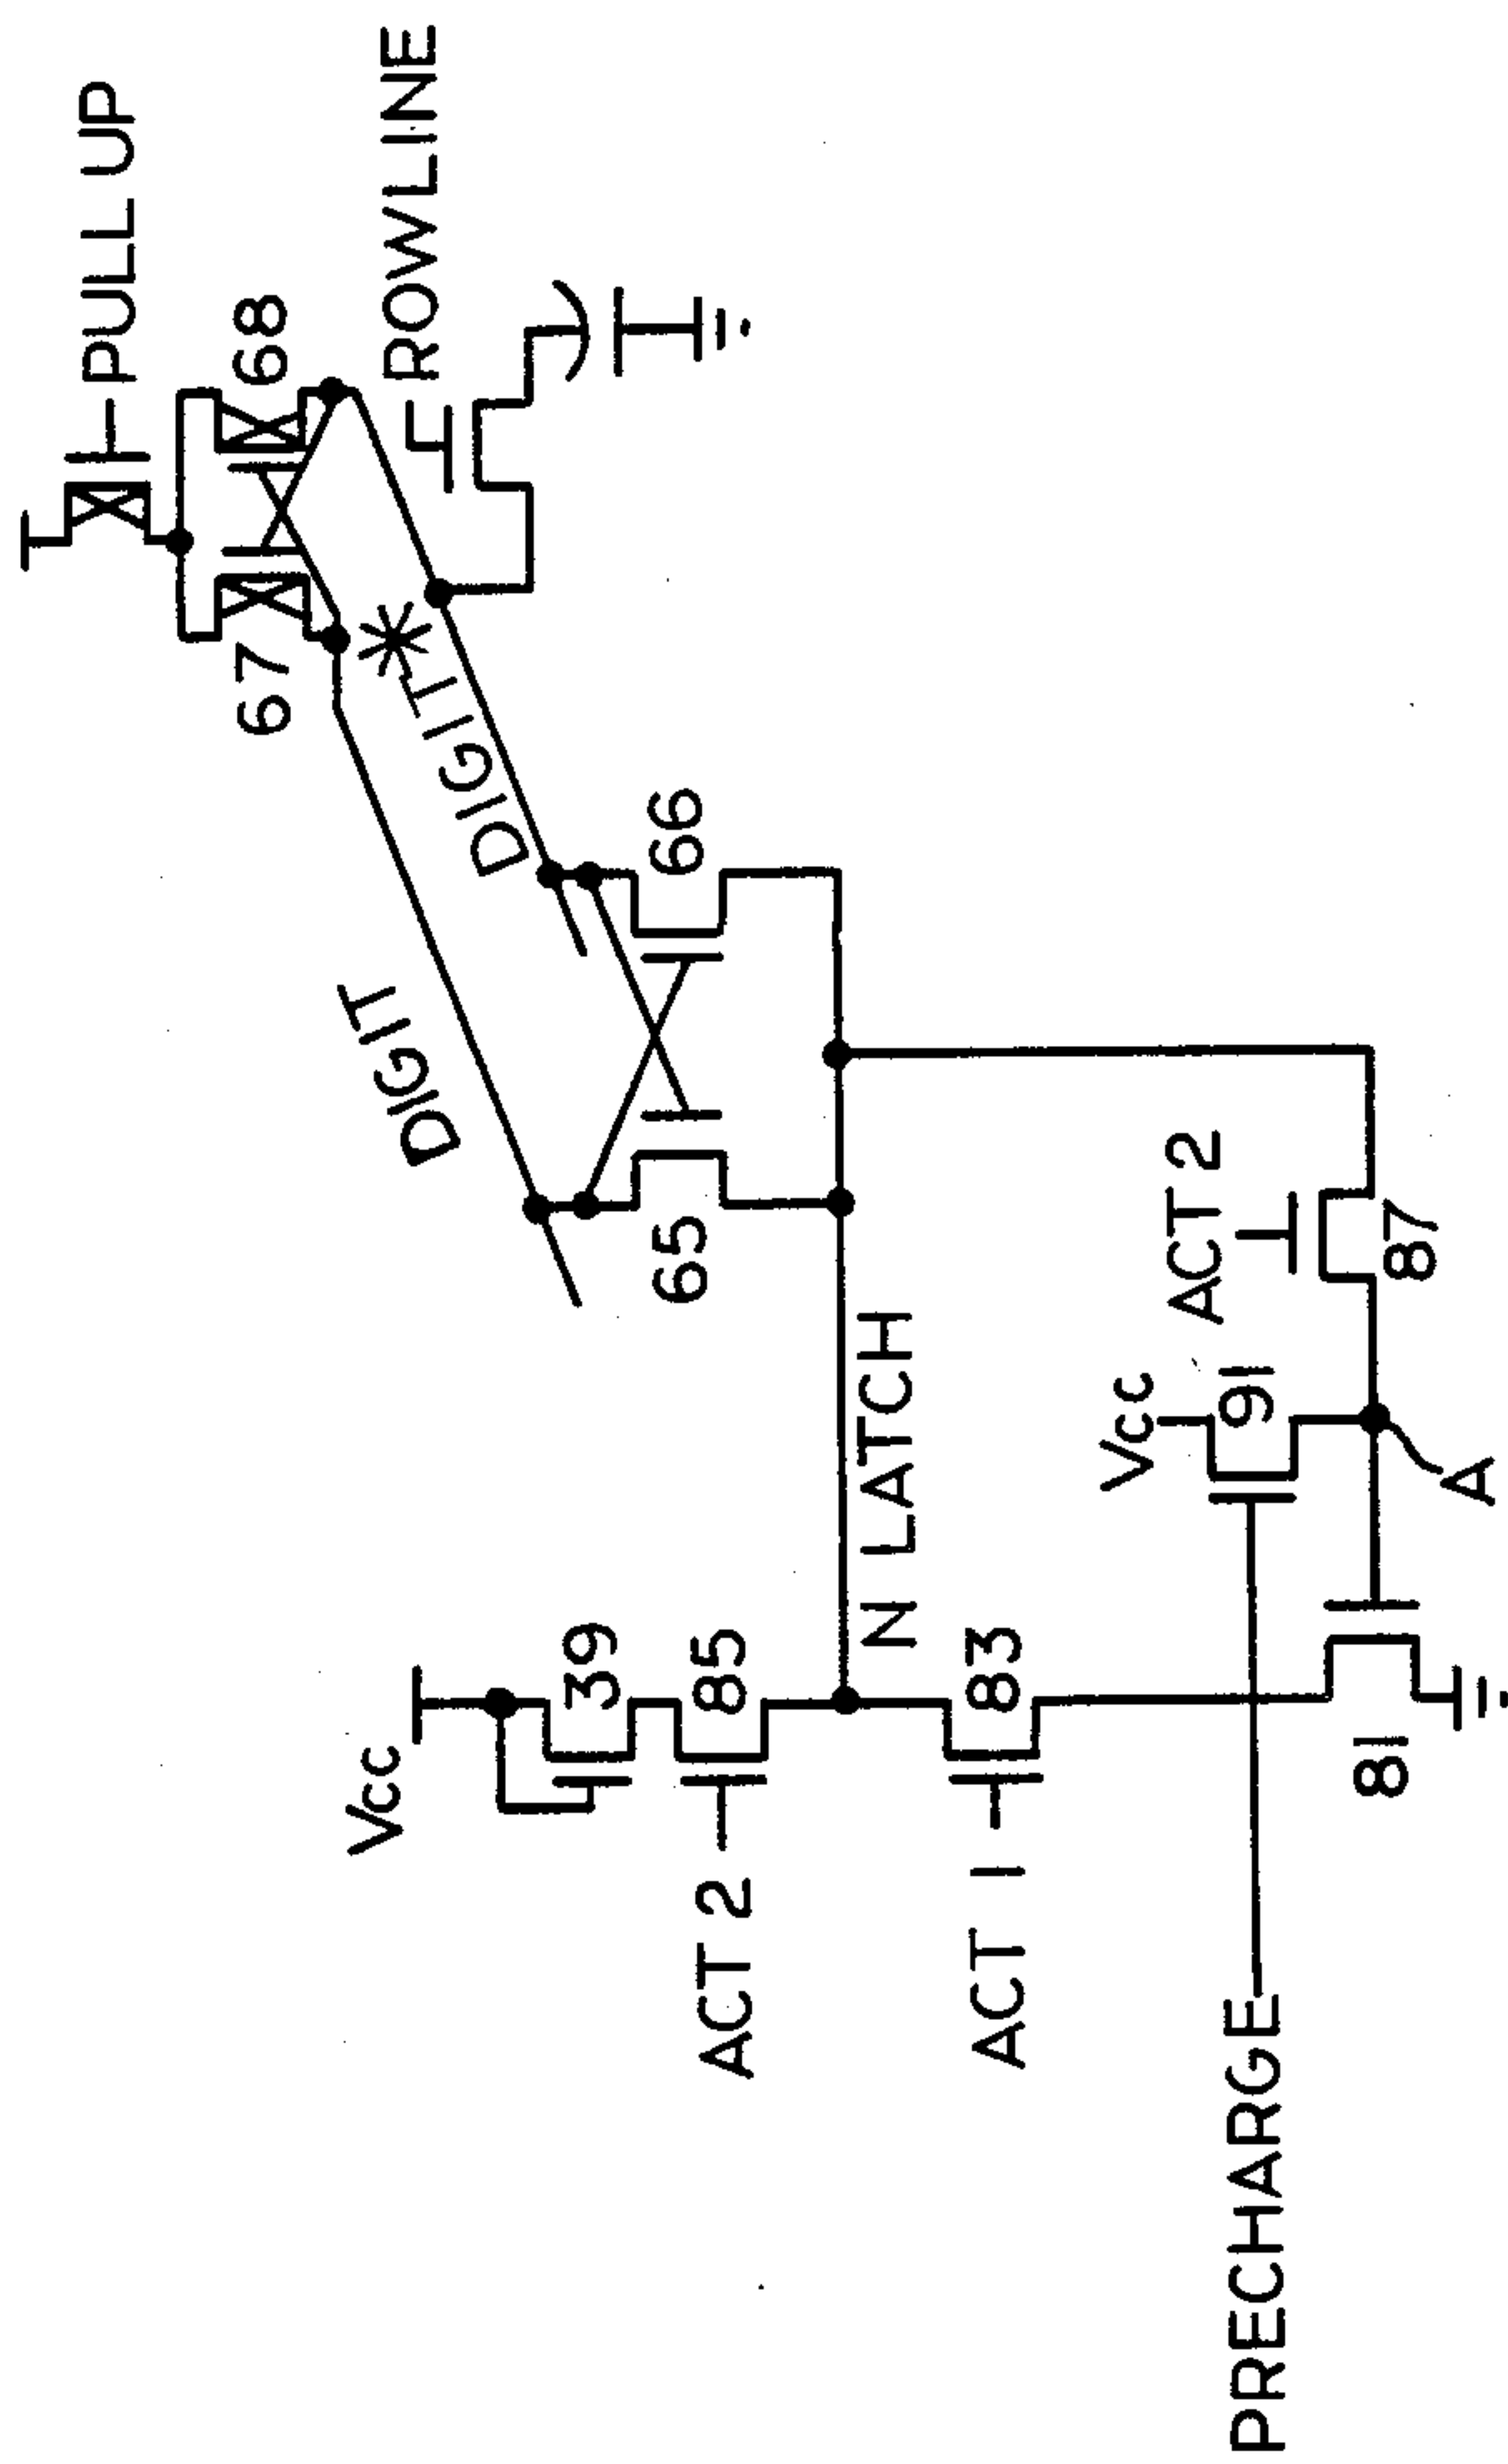 PULL UP
67
68
ROWLINE
DIGIT
DIGIT*
65
66
Vcc
39
ACT 2
85
N LATCH
ACT 1
83
ACT 2
Vcc
91
87
PRECHARGE
81
A